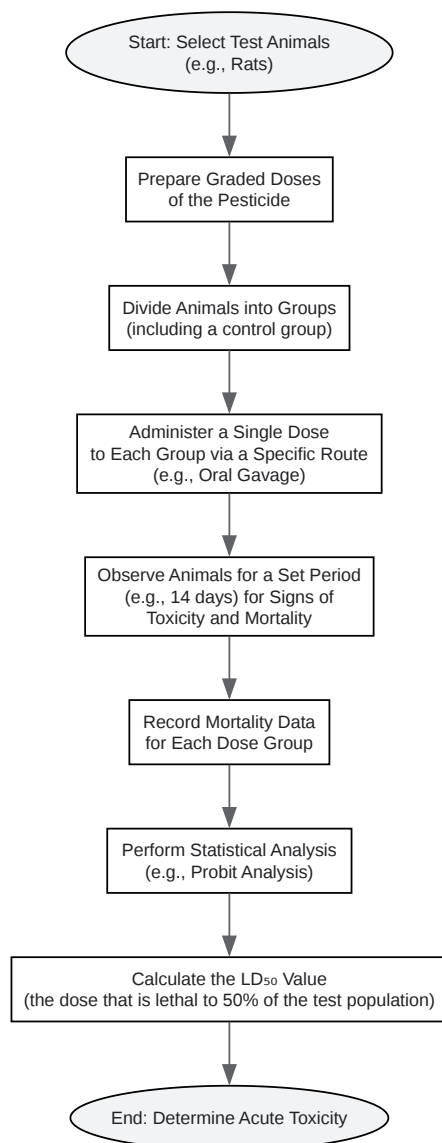 Start: Select Test Animals
(e.g., Rats)
Prepare Graded Doses
of the Pesticide
Divide Animals into Groups
(including a control group)
Administer a Single Dose
to Each Group via a Specific Route
(e.g., Oral Gavage)
Observe Animals for a Set Period
(e.g., 14 days) for Signs of
Toxicity and Mortality
Record Mortality Data
for Each Dose Group
Perform Statistical Analysis
(e.g., Probit Analysis)
Calculate the LD₅₀ Value
(the dose that is lethal to 50% of the test population)
End: Determine Acute Toxicity